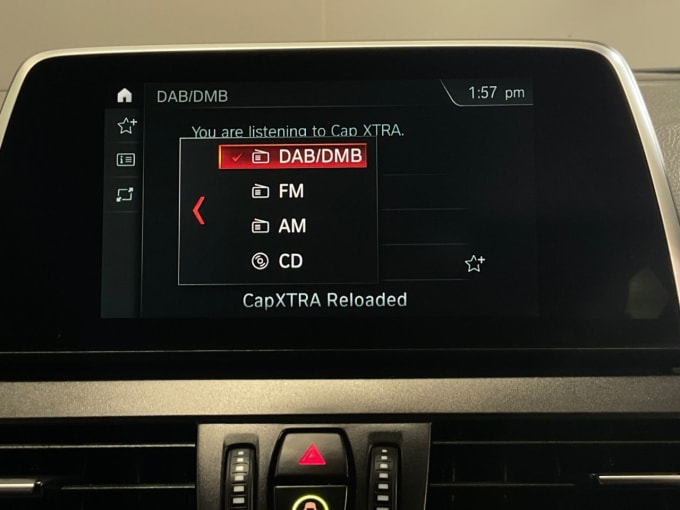 DAB/DMB
1:57 pm
You are listening to Cap XTRA.
DAB/DMB
FM
AM
CD
CapXTRA Reloaded